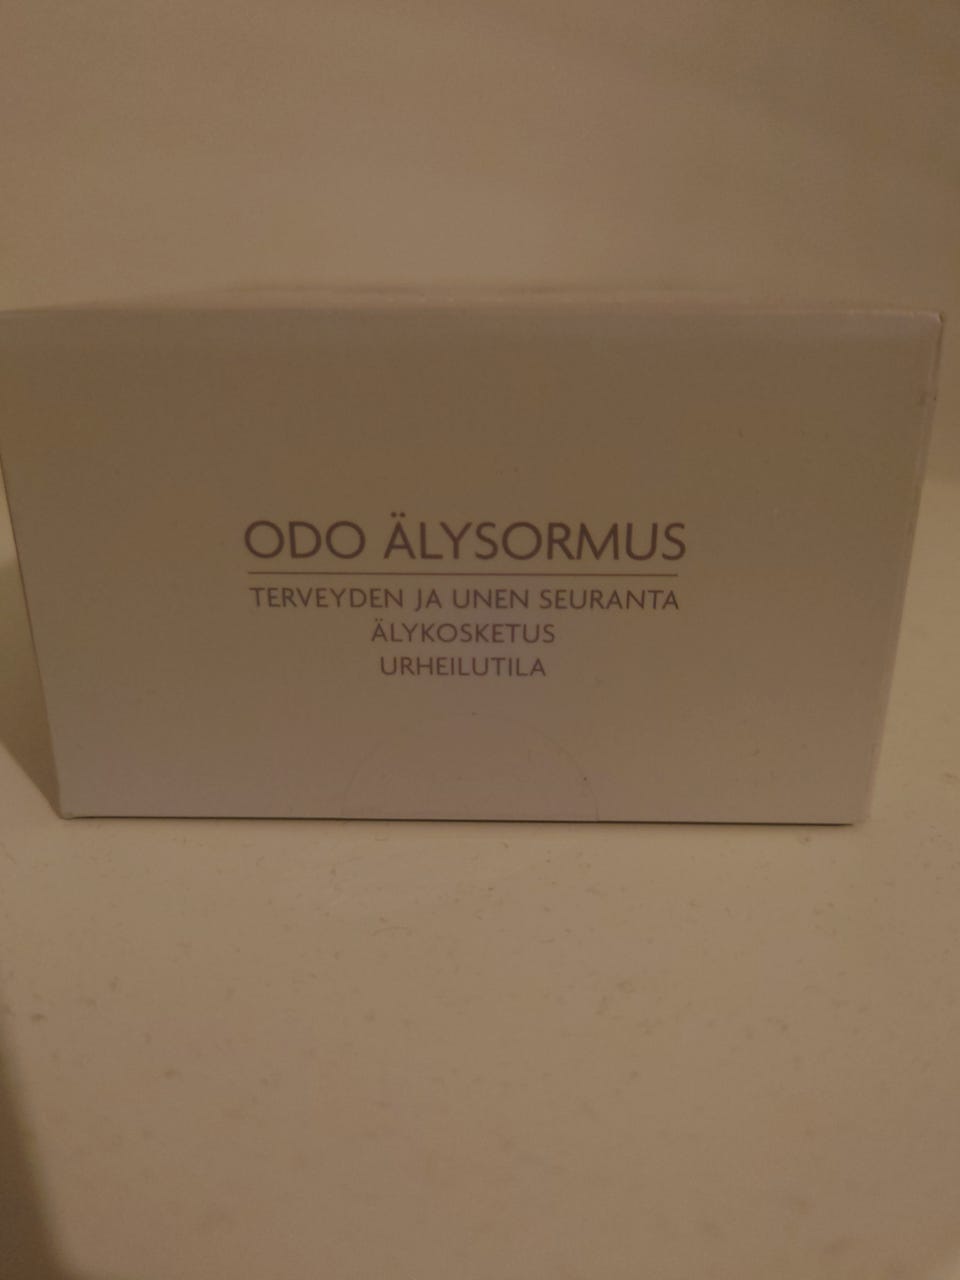 ODO ÄLYSORMUS
TERVEYDEN JA UNEN SEURANTA
ÄLYKOSKETUS
URHEILUTILA